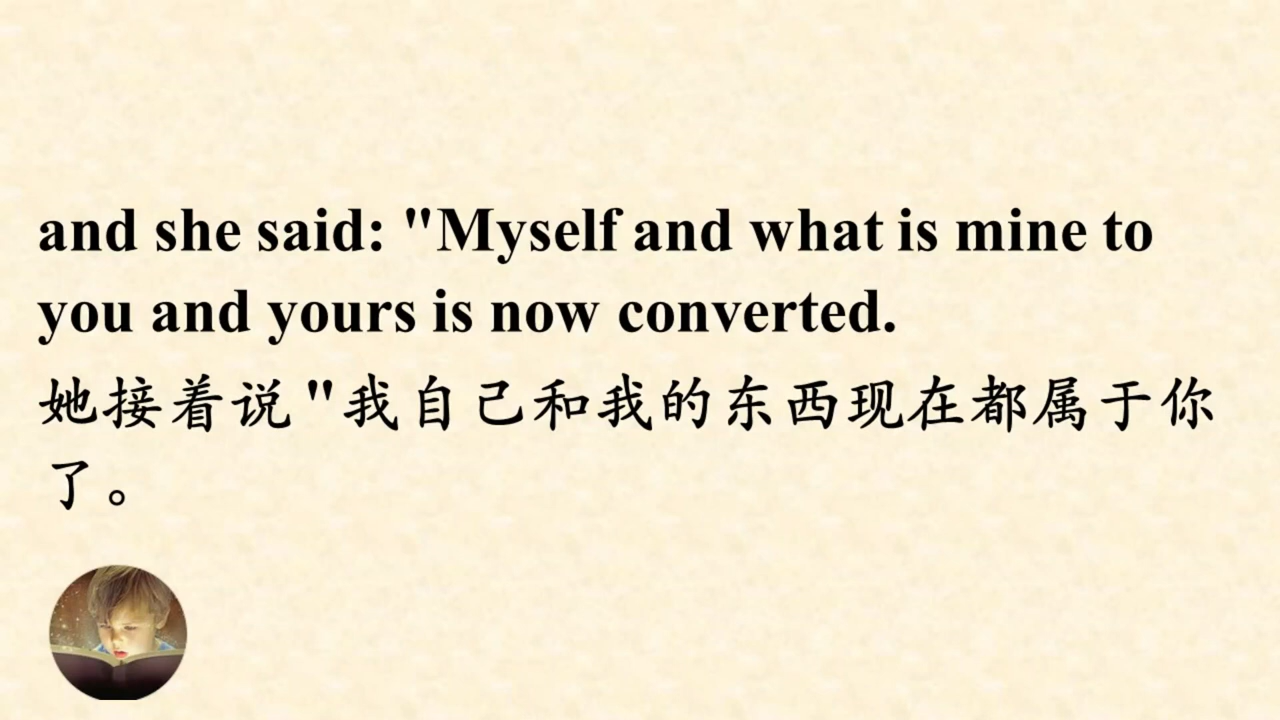 and she said: "Myself and what is mine to
you and yours is now converted.
她接着说"我自己和我的东西现在都属于你
了。